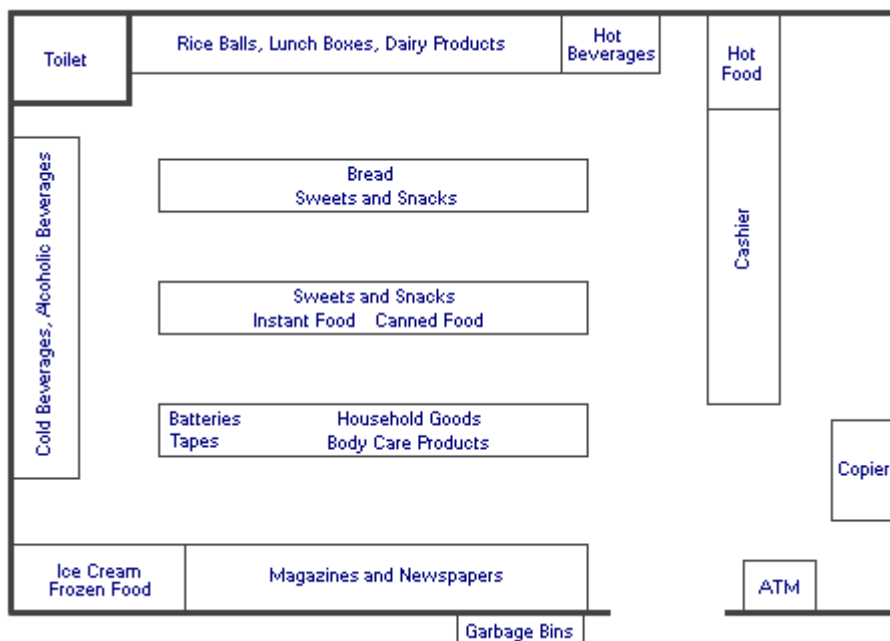 Toilet
Rice Balls, Lunch Boxes, Dairy Products
Hot
Beverages
Hot
Food
Cold Beverages, Alcoholic Beverages
Bread
Sweets and Snacks
Cashier
Sweets and Snacks
Instant Food Canned Food
Batteries
Tapes
Household Goods
Body Care Products
Copier
Ice Cream
Frozen Food
Magazines and Newspapers
ATM
Garbage Bins